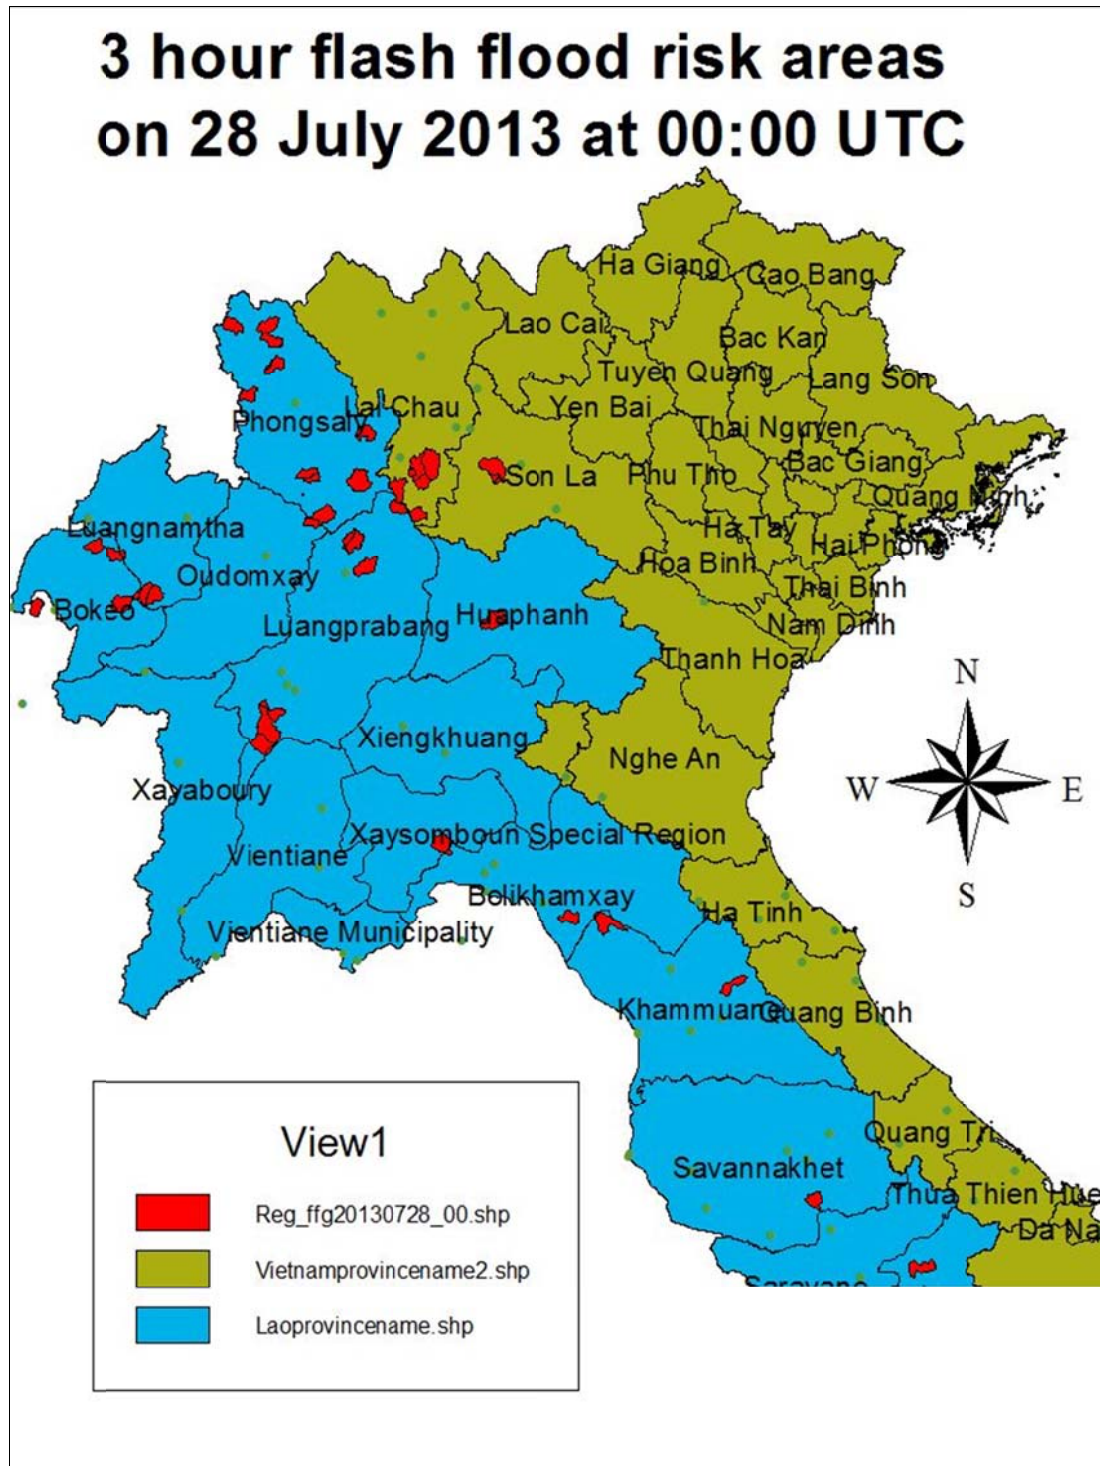 3 hour flash flood risk areas
on 28 July 2013 at 00:00 UTC
Ha Giang
Cao Bang
Lao Cai
Bac Kan
Tuyen Quang
Lang Son
Lai Chau
Yen Bai
Phongsaly
Thai Nguyen
Bac Giang
Son La
Phu Tho
Quang Ninh
Luangnamtha
Ha Tay
Hai Phong
Hoa Binh
Oudomxay
Thai Binh
Bokeo
Huaphanh
Luangprabang
Nam Dinh
Thanh Hoa
N
Xiengkhuang
Nghe An
W
E
Xayaboury
Xaysomboun Special Region
Vientiane
S
Bolikhamxay
Ha Tinh
Vientiane Municipality
Khammuane
Quang Binh
Quang Tri
View1
Savannakhet
Thua Thien Hue
Reg_ffg20130728_00.shp
Da Na
Vietnamprovincename2.shp
Saravane
Laoprovincename.shp